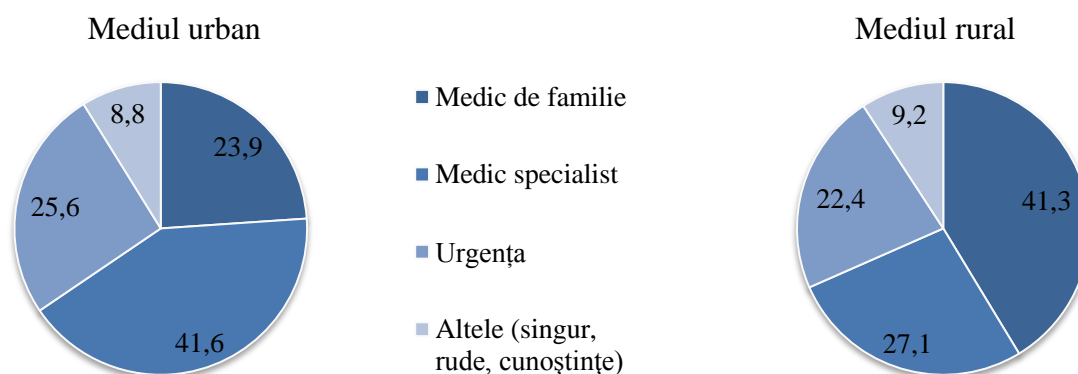 Mediul urban
8,8
23,9
25,6
41,6
Medic de familie
Medic specialist
Urgența
Altele (singur,
rude, cunoştinţe)
Mediul rural
9,2
22,4
41,3
27,1